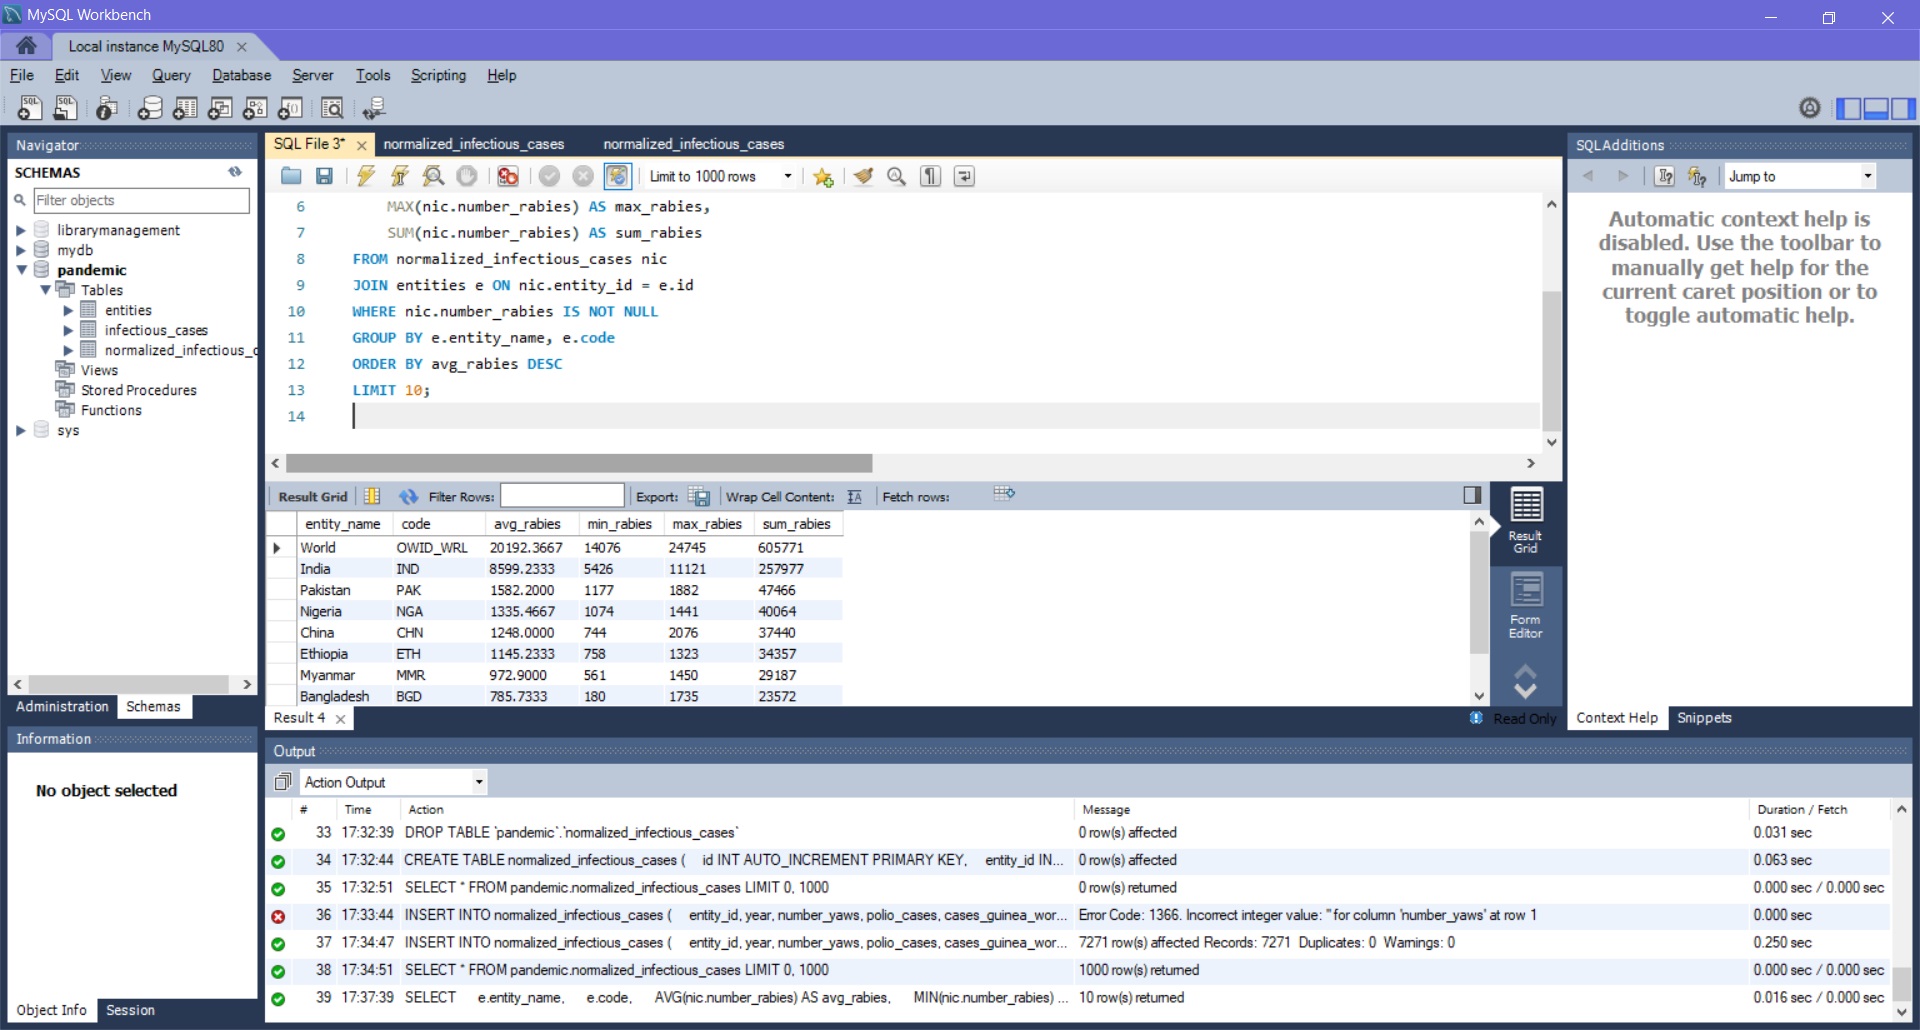 MySQL Workbench
Local instance MySQL80
File Edit View Query Database Server Tools Scripting Help
Navigator
SCHEMAS
Filter objects
librarymanagement
mydb
pandemic
Tables
entities
infectious_cases
normalized_infectious_c
Views
Stored Procedures
Functions
sys
Administration Schemas
Information
No object selected
Object Info Session
SQL File 3* normalized_infectious_cases normalized_infectious_cases
Limit to 1000 rows
6 MAX(nic.number_rabies) AS max_rabies,
7 SUM(nic.number_rabies) AS sum_rabies
8 FROM normalized_infectious_cases nic
9 JOIN entities e ON nic.entity_id = e.id
10 WHERE nic.number_rabies IS NOT NULL
11 GROUP BY e.entity_name, e.code
12 ORDER BY avg_rabies DESC
13 LIMIT 10;
14
Result Grid Filter Rows: Export: Wrap Cell Content: Fetch rows:
entity_name code avg_rabies min_rabies max_rabies sum_rabies
World OWID_WRL 20192.3667 14076 24745 605771
India IND 8599.2333 5426 11121 257977
Pakistan PAK 1582.2000 1177 1882 47466
Nigeria NGA 1335.4667 1074 1441 40064
China CHN 1248.0000 744 2076 37440
Ethiopia ETH 1145.2333 758 1323 34357
Myanmar MMR 972.9000 561 1450 29187
Bangladesh BGD 785.7333 180 1735 23572
Result Grid
Form Editor
Result 4
Read Only
SQLAdditions
Jump to
Automatic context help is
disabled. Use the toolbar to
manually get help for the
current caret position or to
toggle automatic help.
Context Help Snippets
Output
Action Output
# Time Action Message Duration / Fetch
33 17:32:39 DROP TABLE `pandemic`.`normalized_infectious_cases` 0 row(s) affected 0.031 sec
34 17:32:44 CREATE TABLE normalized_infectious_cases ( id INT AUTO_INCREMENT PRIMARY KEY, entity_id IN... 0 row(s) affected 0.063 sec
35 17:32:51 SELECT * FROM pandemic.normalized_infectious_cases LIMIT 0, 1000 0 row(s) returned 0.000 sec / 0.000 sec
36 17:33:44 INSERT INTO normalized_infectious_cases ( entity_id, year, number_yaws, polio_cases, cases_guinea_wor... Error Code: 1366. Incorrect integer value: '' for column 'number_yaws' at row 1 0.000 sec
37 17:34:47 INSERT INTO normalized_infectious_cases ( entity_id, year, number_yaws, polio_cases, cases_guinea_wor... 7271 row(s) affected Records: 7271 Duplicates: 0 Warnings: 0 0.250 sec
38 17:34:51 SELECT * FROM pandemic.normalized_infectious_cases LIMIT 0, 1000 1000 row(s) returned 0.000 sec / 0.000 sec
39 17:37:39 SELECT e.entity_name, e.code, AVG(nic.number_rabies) AS avg_rabies, MIN(nic.number_rabies) ... 10 row(s) returned 0.016 sec / 0.000 sec